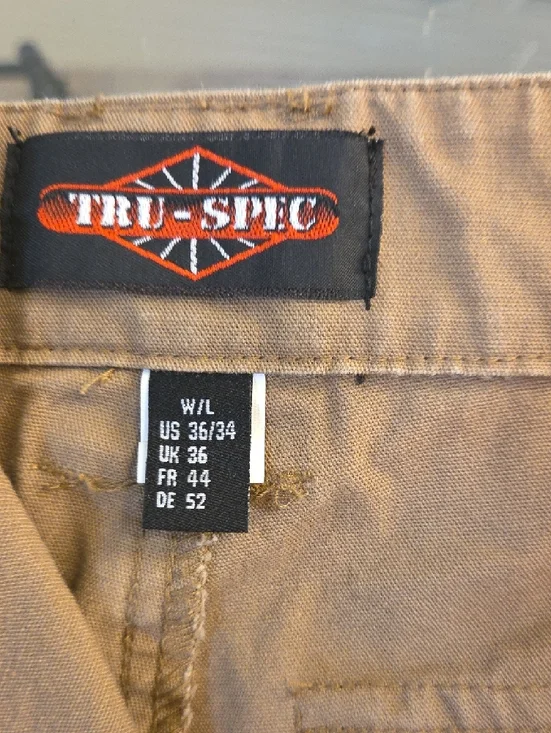 TRU-SPEC
W/L
US 36/34
UK 36
FR 44
DE 52